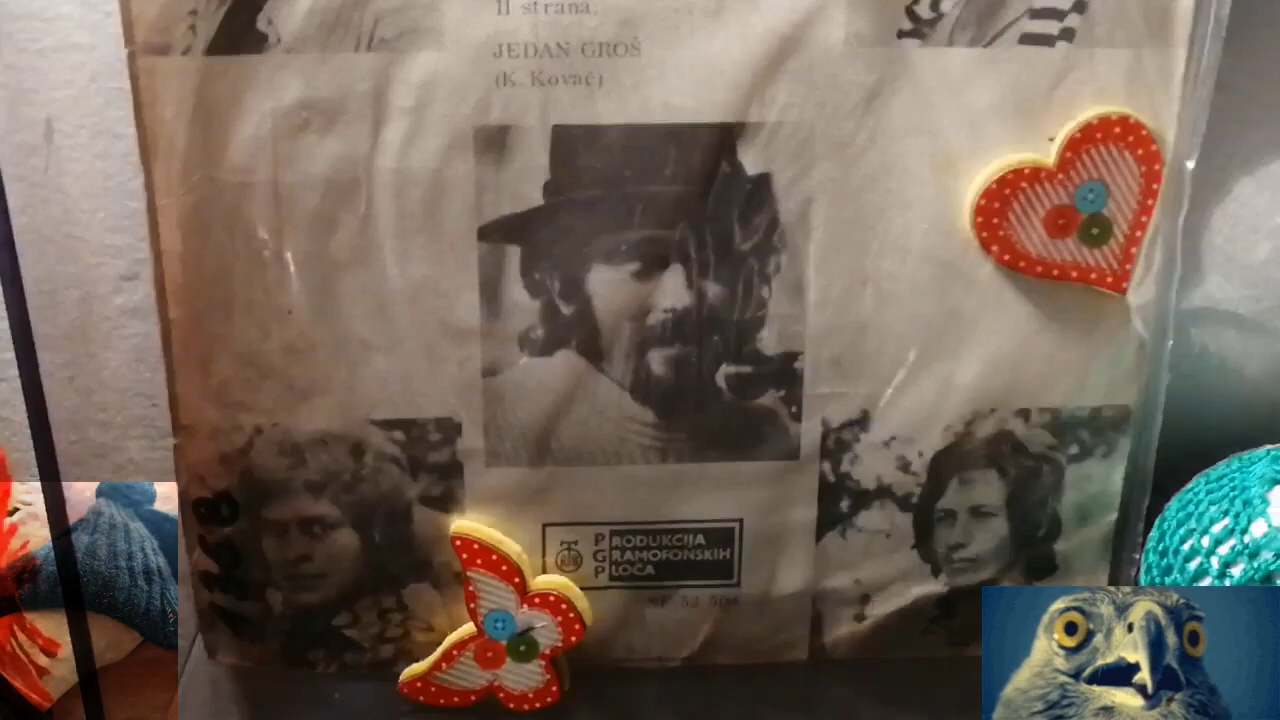 II strana.
JEDAN GROŠ
(K. Kovač)
PRODUKCIJA
GRAMOFONSKIH
PLOČA